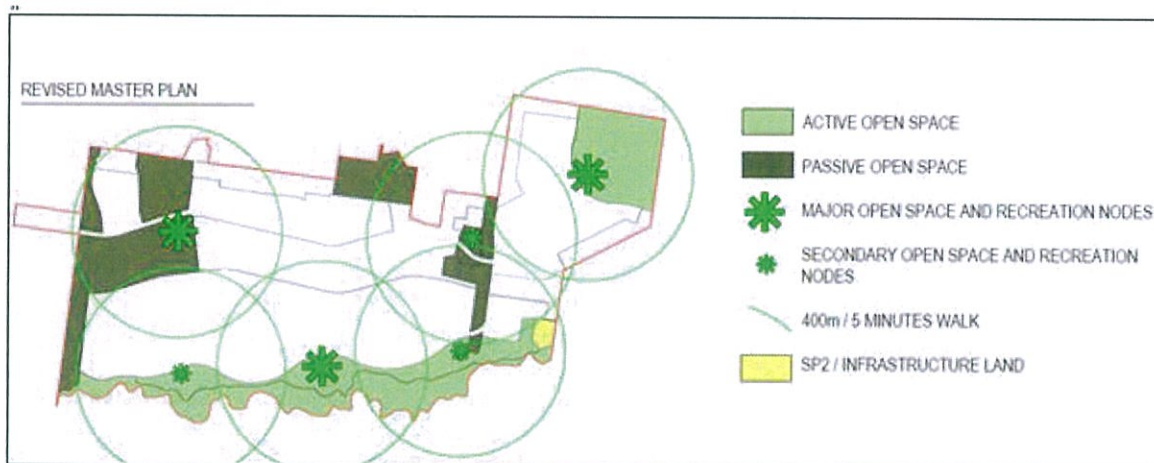 REVISED MASTER PLAN
ACTIVE OPEN SPACE
PASSIVE OPEN SPACE
MAJOR OPEN SPACE AND RECREATION NODES
SECONDARY OPEN SPACE AND RECREATION
NODES
400m / 5 MINUTES WALK
SP2 / INFRASTRUCTURE LAND